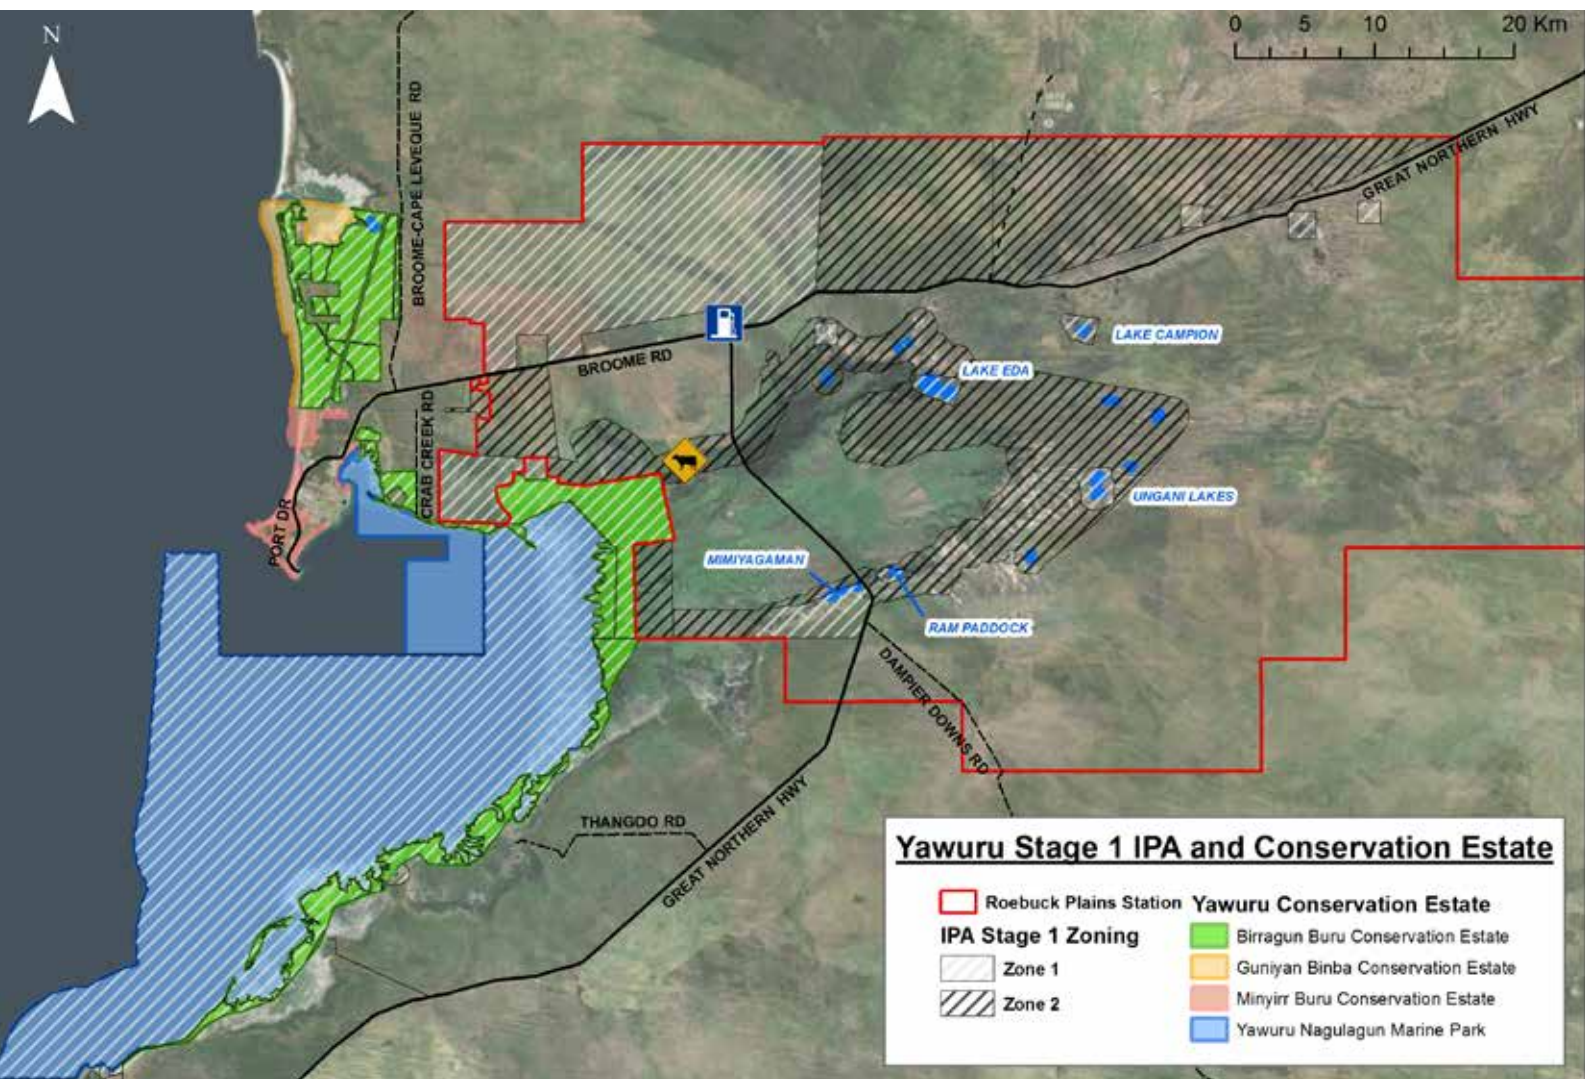 N
0 5 10 20 Km
BROOME-CAPE LEVEQUE RD
GREAT NORTHERN HWY
LAKE CAMPION
BROOME RD
LAKE EDA
CRAB CREEK RD
UNGANI LAKES
PORT DR
MIMIYAGAMAN
RAM PADDOCK
DAMPIER DOWNS RD
THANGOO RD
GREAT NORTHERN HWY
Yawuru Stage 1 IPA and Conservation Estate
Roebuck Plains Station
IPA Stage 1 Zoning
Zone 1
Zone 2
Yawuru Conservation Estate
Birragun Buru Conservation Estate
Guniyan Binba Conservation Estate
Minyirr Buru Conservation Estate
Yawuru Nagulagun Marine Park